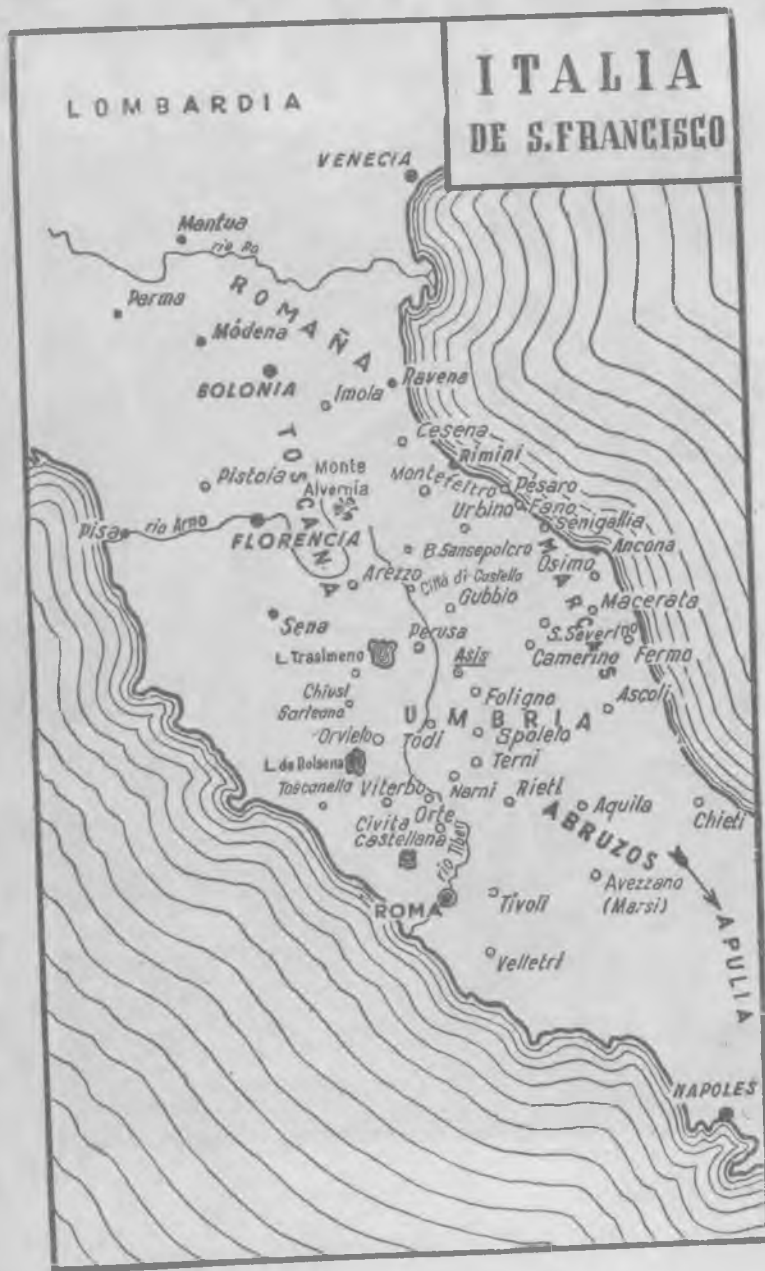 ITALIA
DE S.FRANCISCO
LOMBARDIA
VENECIA
Mantua
rio Po
ROMAÑA
Parma
Módena
BOLONIA
Imola
Ravena
Cesena
Rimini
TOSCANA
Pistoia
Monte
Alvernia
Montefeltro
Pésaro
Fano
Urbino
Senigallia
Pisa
rio Arno
FLORENCIA
MARCAS
Ancona
B.Sansepolcro
Osimo
Arezzo
Città di Castello
Gubbio
Macerata
Sena
Perusa
S.Severino
L. Trasimeno
Asis
Camerino
Fermo
Chiusi
Foligno
Ascoli
Sarteano
UMBRIA
Orvieto
Todi
Spoleto
L. de Bolsena
Terni
Toscanella
Viterbo
Narni
Rieti
Aquila
Chieti
Orte
Civita
Castellana
ABRUZOS
rio Tiber
Avezzano
(Marsi)
ROMA
Tívoli
APULIA
Velletri
NAPOLES